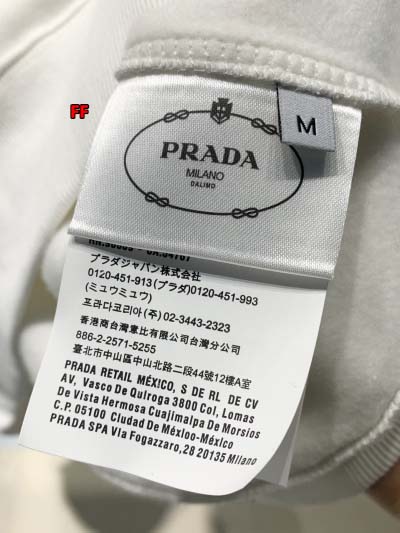 FF
M
PRADA
MILANO
DALIMO
プラダジャパン株式会社
0120-451-913(プラダ)0120-451-993
(ミュウミュウ)
프라다코리아(주)02-3443-2323
香港商台灣意比有限公司台灣分公司
886-2-2571-5255
臺北市中山區中山北路二段44號12樓A室
PRADA RETAIL MÉXICO, S DE RL DE CV
AV, Vasco De Quiroga 3800 Col, Lomas
De Vista Hermosa Cuajimalpa De Morsios
C.P. 05100 Ciudad De Méxloo-México
PRADA SPA Via Fogazzaro,28 20135 Milano